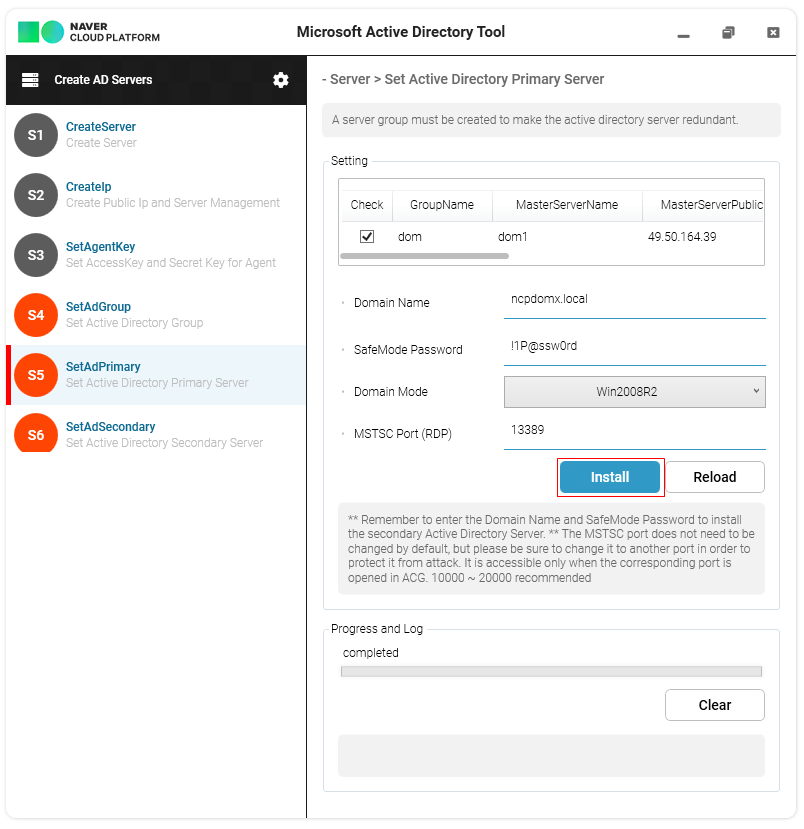 NAVER
CLOUD PLATFORM
Microsoft Active Directory Tool
Create AD Servers
S1
CreateServer
Create Server
S2
CreateIp
Create Public Ip and Server Management
S3
SetAgentKey
Set AccessKey and Secret Key for Agent
S4
SetAdGroup
Set Active Directory Group
S5
SetAdPrimary
Set Active Directory Primary Server
S6
SetAdSecondary
Set Active Directory Secondary Server
- Server > Set Active Directory Primary Server
A server group must be created to make the active directory server redundant.
Setting
Check GroupName MasterServerName MasterServerPublic
dom dom1 49.50.164.39
Domain Name ncpdomx.local
SafeMode Password !1P@ssw0rd
Domain Mode Win2008R2
MSTSC Port (RDP) 13389
Install Reload
** Remember to enter the Domain Name and SafeMode Password to install
the secondary Active Directory Server. ** The MSTSC port does not need to be
changed by default, but please be sure to change it to another port in order to
protect it from attack. It is accessible only when the corresponding port is
opened in ACG. 10000 ~ 20000 recommended
Progress and Log
completed
Clear